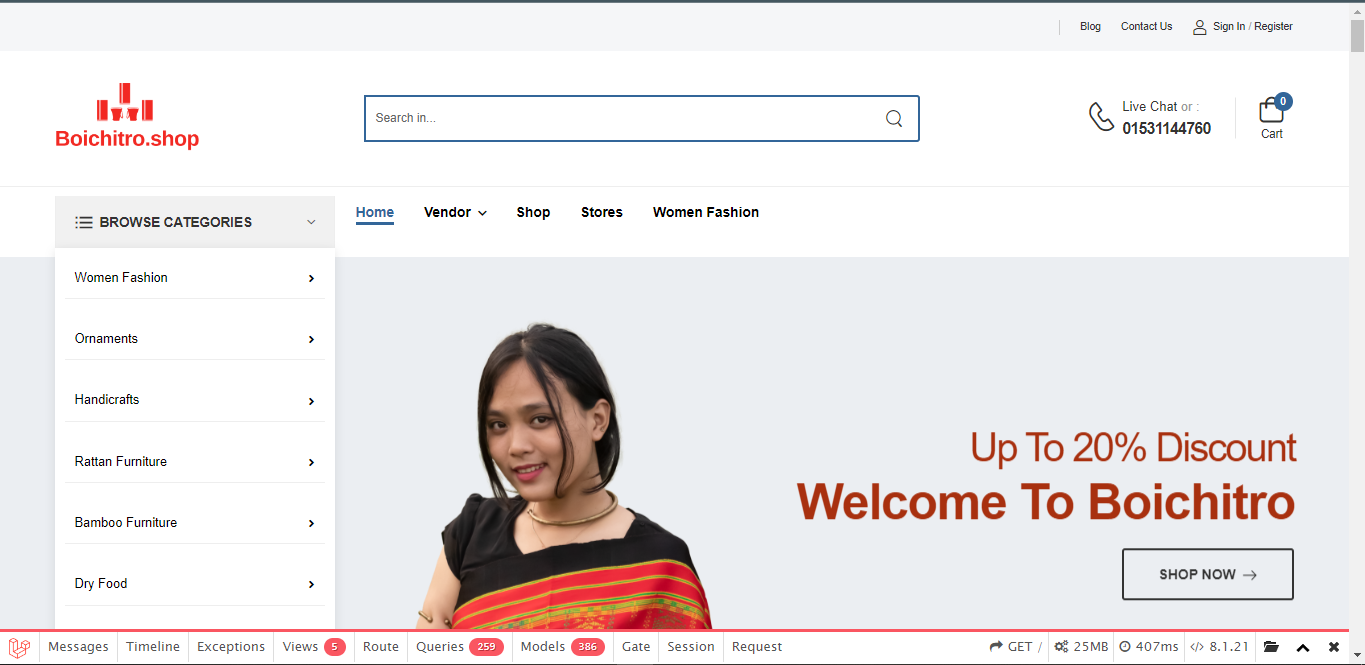 Blog Contact Us Sign In / Register
Boichitro.shop
Search in...
Live Chat or :
01531144760
0
Cart
BROWSE CATEGORIES
Home Vendor Shop Stores Women Fashion
Women Fashion
Ornaments
Handicrafts
Rattan Furniture
Bamboo Furniture
Dry Food
Up To 20% Discount
Welcome To Boichitro
SHOP NOW
Messages Timeline Exceptions Views 5 Route Queries 259 Models 386 Gate Session Request GET / 25MB 407ms 8.1.21